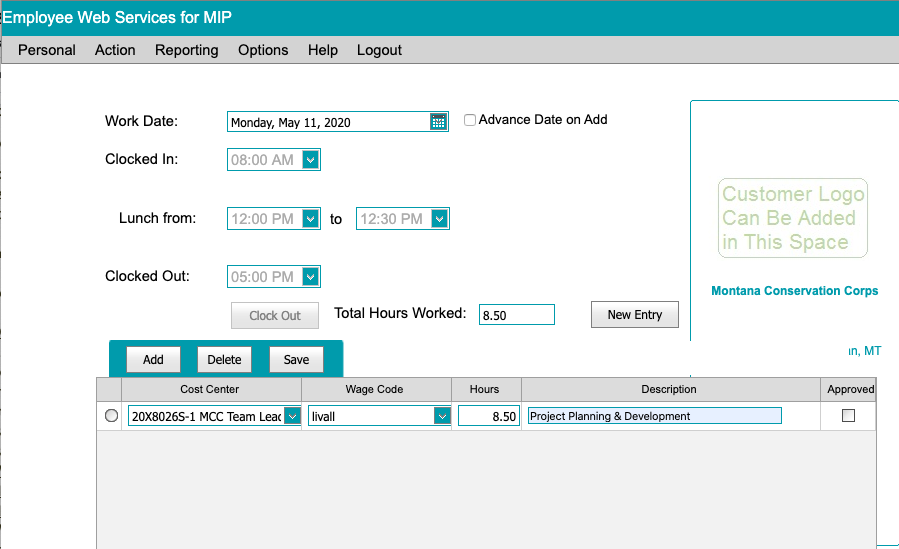 Employee Web Services for MIP
Personal Action Reporting Options Help Logout
Work Date: Monday, May 11, 2020 Advance Date on Add
Clocked In: 08:00 AM
Lunch from: 12:00 PM to 12:30 PM
Clocked Out: 05:00 PM
Clock Out Total Hours Worked: 8.50 New Entry
Customer Logo
Can Be Added
in This Space
Montana Conservation Corps
MT
Add Delete Save
Cost Center Wage Code Hours Description Approved
20X8026S-1 MCC Team Lead livall 8.50 Project Planning & Development